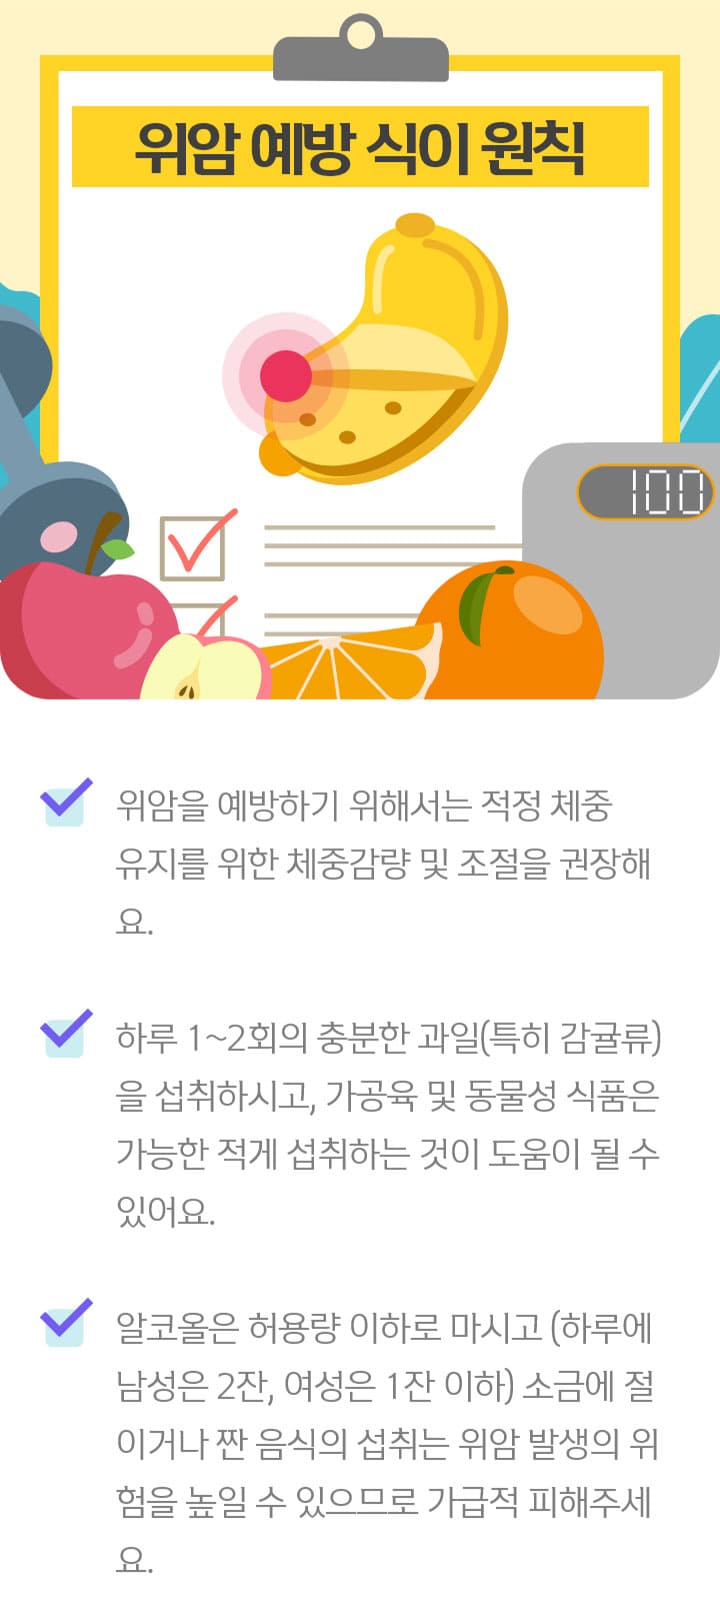 위암 예방 식이 원칙
100
위암을 예방하기 위해서는 적정 체중
유지를 위한 체중감량 및 조절을 권장해
요.
하루 1~2회의 충분한 과일(특히 감귤류)
을 섭취하시고, 가공육 및 동물성 식품은
가능한 적게 섭취하는 것이 도움이 될 수
있어요.
알코올은 허용량 이하로 마시고 (하루에
남성은 2잔, 여성은 1잔 이하) 소금에 절
이거나 짠 음식의 섭취는 위암 발생의 위
험을 높일 수 있으므로 가급적 피해주세
요.